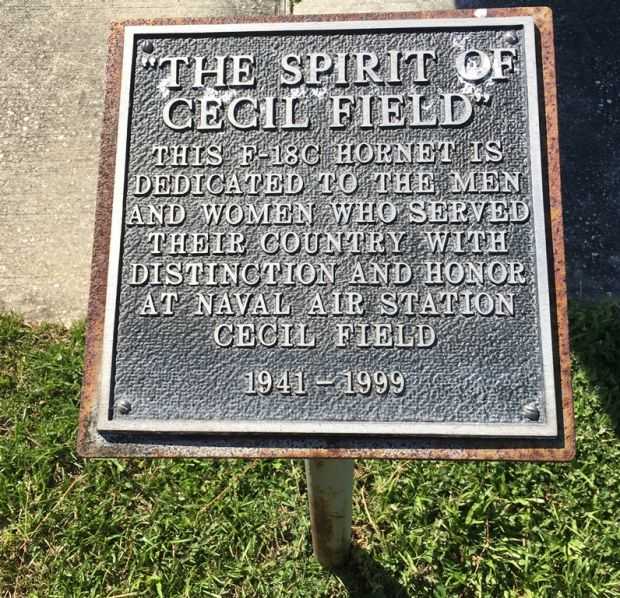 "THE SPIRIT OF
CECIL FIELD"
THIS F-18C HORNET IS
DEDICATED TO THE MEN
AND WOMEN WHO SERVED
THEIR COUNTRY WITH
DISTINCTION AND HONOR
AT NAVAL AIR STATION
CECIL FIELD
1941 – 1999